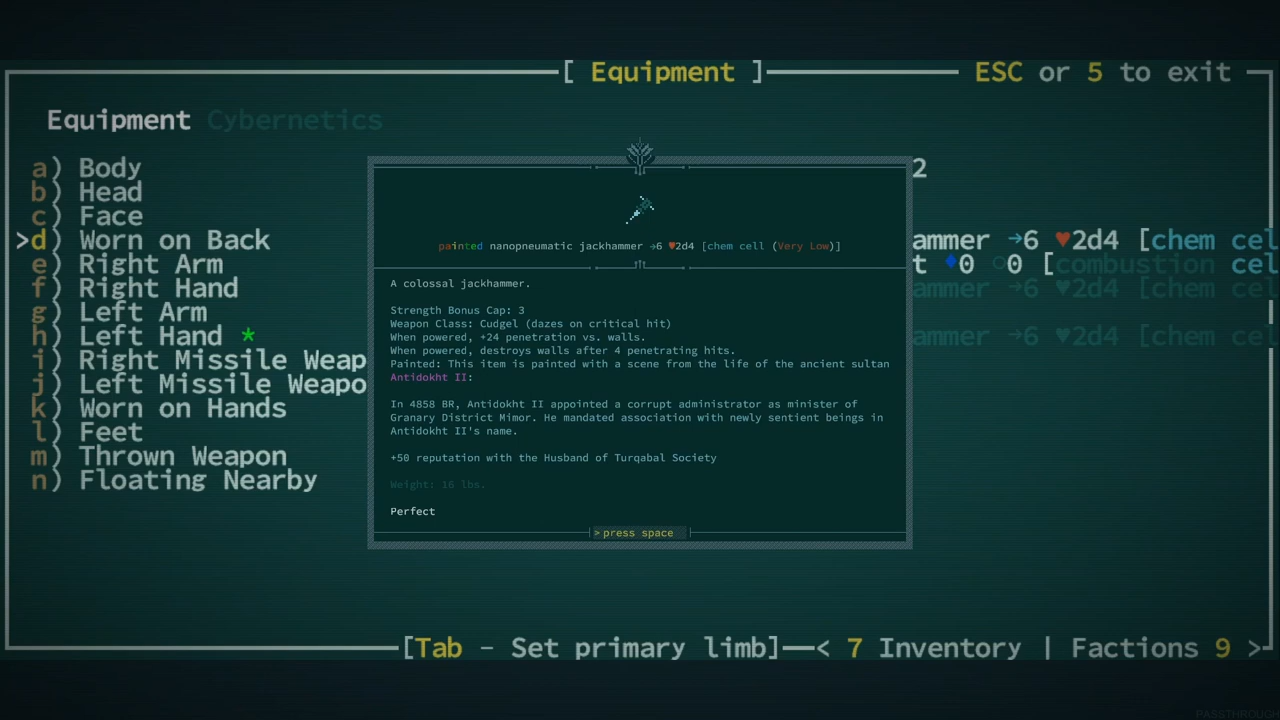 [ Equipment ]
ESC or 5 to exit
Equipment Cybernetics
a) Body
2
b) Head
c) Face
>d) Worn on Back
ammer →6 ♥2d4 [chem cel
e) Right Arm
t ♦0 ○0 [combustion cel
f) Right Hand
ammer →6 ♥2d4 [chem
g) Left Arm
h) Left Hand *
ammer →6 ♥2d4 [chem
i) Right Missile Weap
j) Left Missile Weapo
k) Worn on Hands
l) Feet
m) Thrown Weapon
n) Floating Nearby
painted nanopneumatic jackhammer →6 ♥2d4 [chem cell (Very Low)]
A colossal jackhammer.
Strength Bonus Cap: 3
Weapon Class: Cudgel (dazes on critical hit)
When powered, +24 penetration vs. walls.
When powered, destroys walls after 4 penetrating hits.
Painted: This item is painted with a scene from the life of the ancient sultan
Antidokht II:
In 4858 BR, Antidokht II appointed a corrupt administrator as minister of
Granary District Mimor. He mandated association with newly sentient beings in
Antidokht II's name.
+50 reputation with the Husband of Turqabal Society
Weight: 16 lbs.
Perfect
>press space
[Tab – Set primary limb]
< 7 Inventory | Factions 9 >
PASSTHROUGH